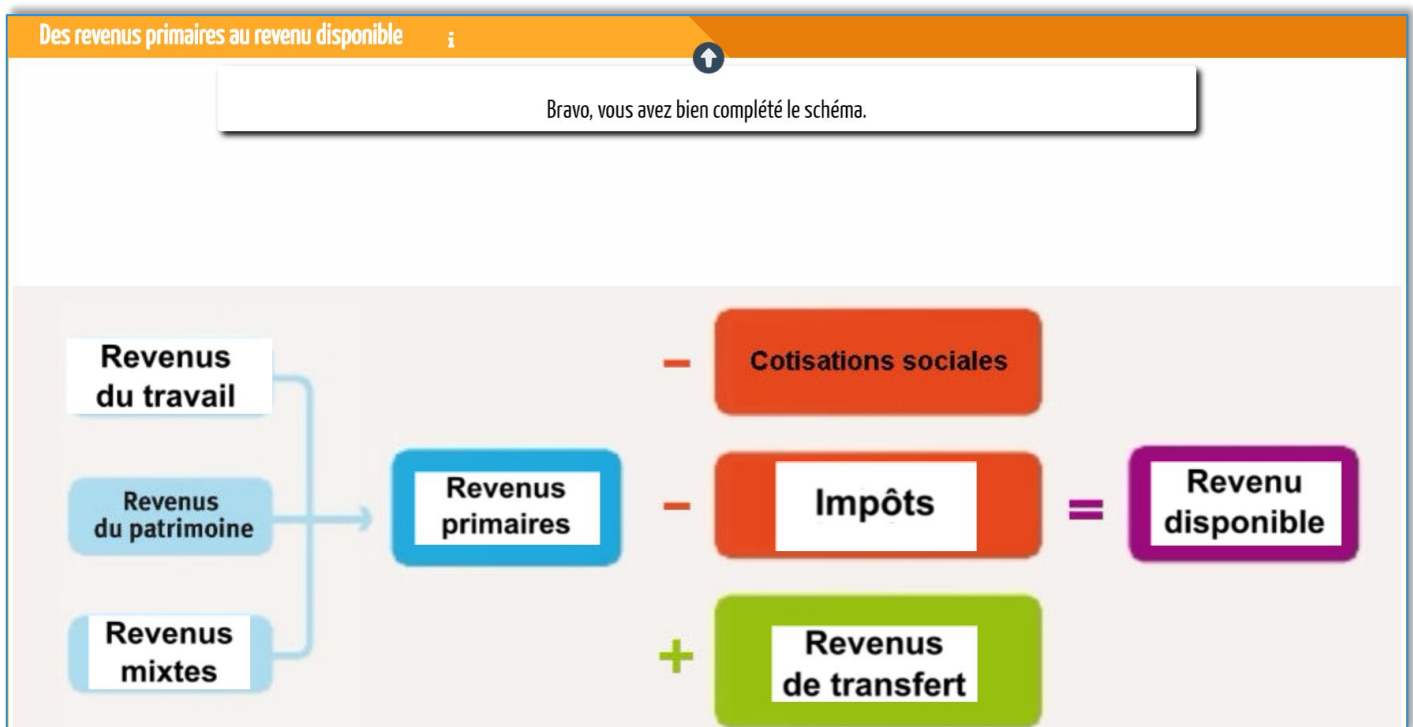 Des revenus primaires au revenu disponible i
Bravo, vous avez bien complété le schéma.
Revenus
du travail
Revenus
du patrimoine
Revenus
mixtes
Revenus
primaires
- Cotisations sociales
- Impôts
+ Revenus
de transfert
= Revenu
disponible